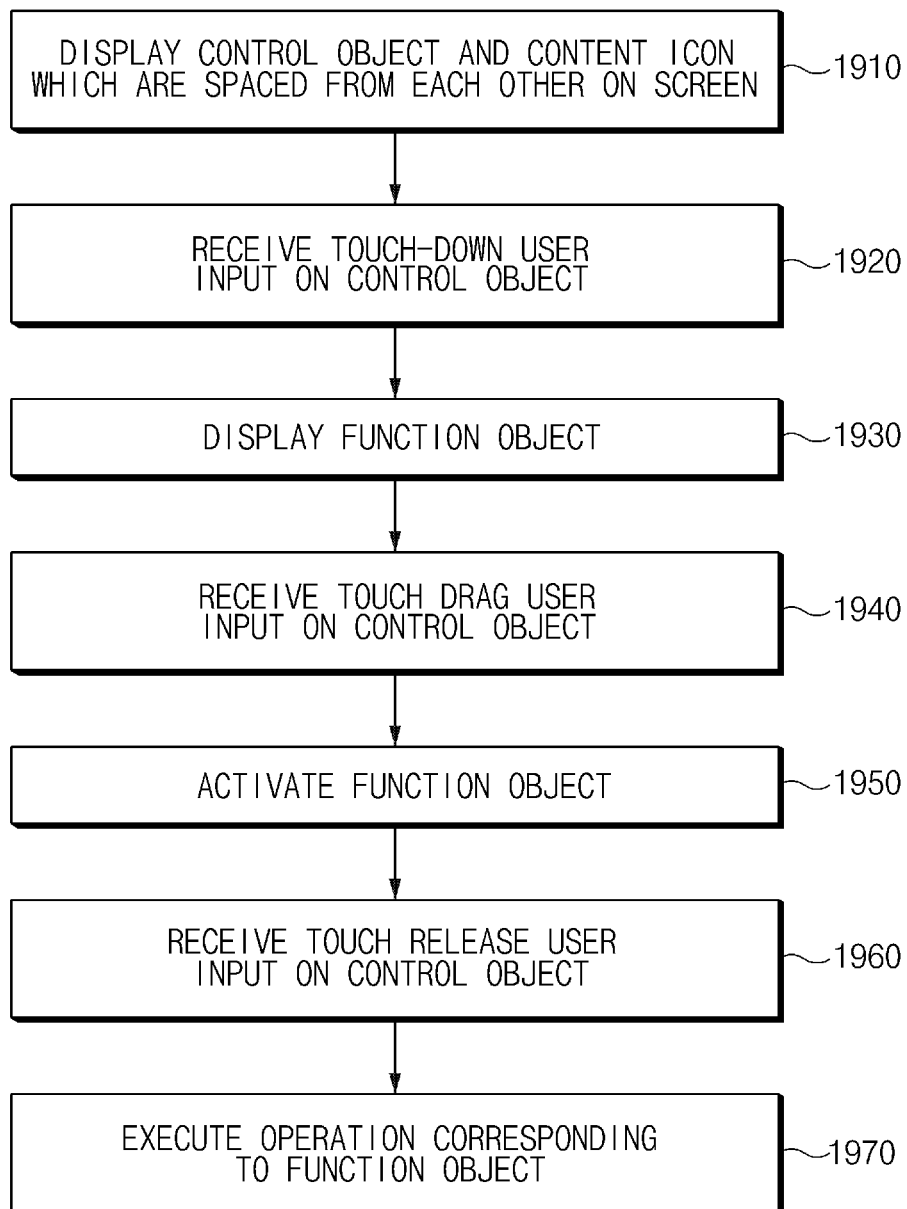 DISPLAY CONTROL OBJECT AND CONTENT ICON
WHICH ARE SPACED FROM EACH OTHER ON SCREEN
1910
RECEIVE TOUCH-DOWN USER
INPUT ON CONTROL OBJECT
1920
DISPLAY FUNCTION OBJECT
1930
RECEIVE TOUCH DRAG USER
INPUT ON CONTROL OBJECT
1940
ACTIVATE FUNCTION OBJECT
1950
RECEIVE TOUCH RELEASE USER
INPUT ON CONTROL OBJECT
1960
EXECUTE OPERATION CORRESPONDING
TO FUNCTION OBJECT
1970